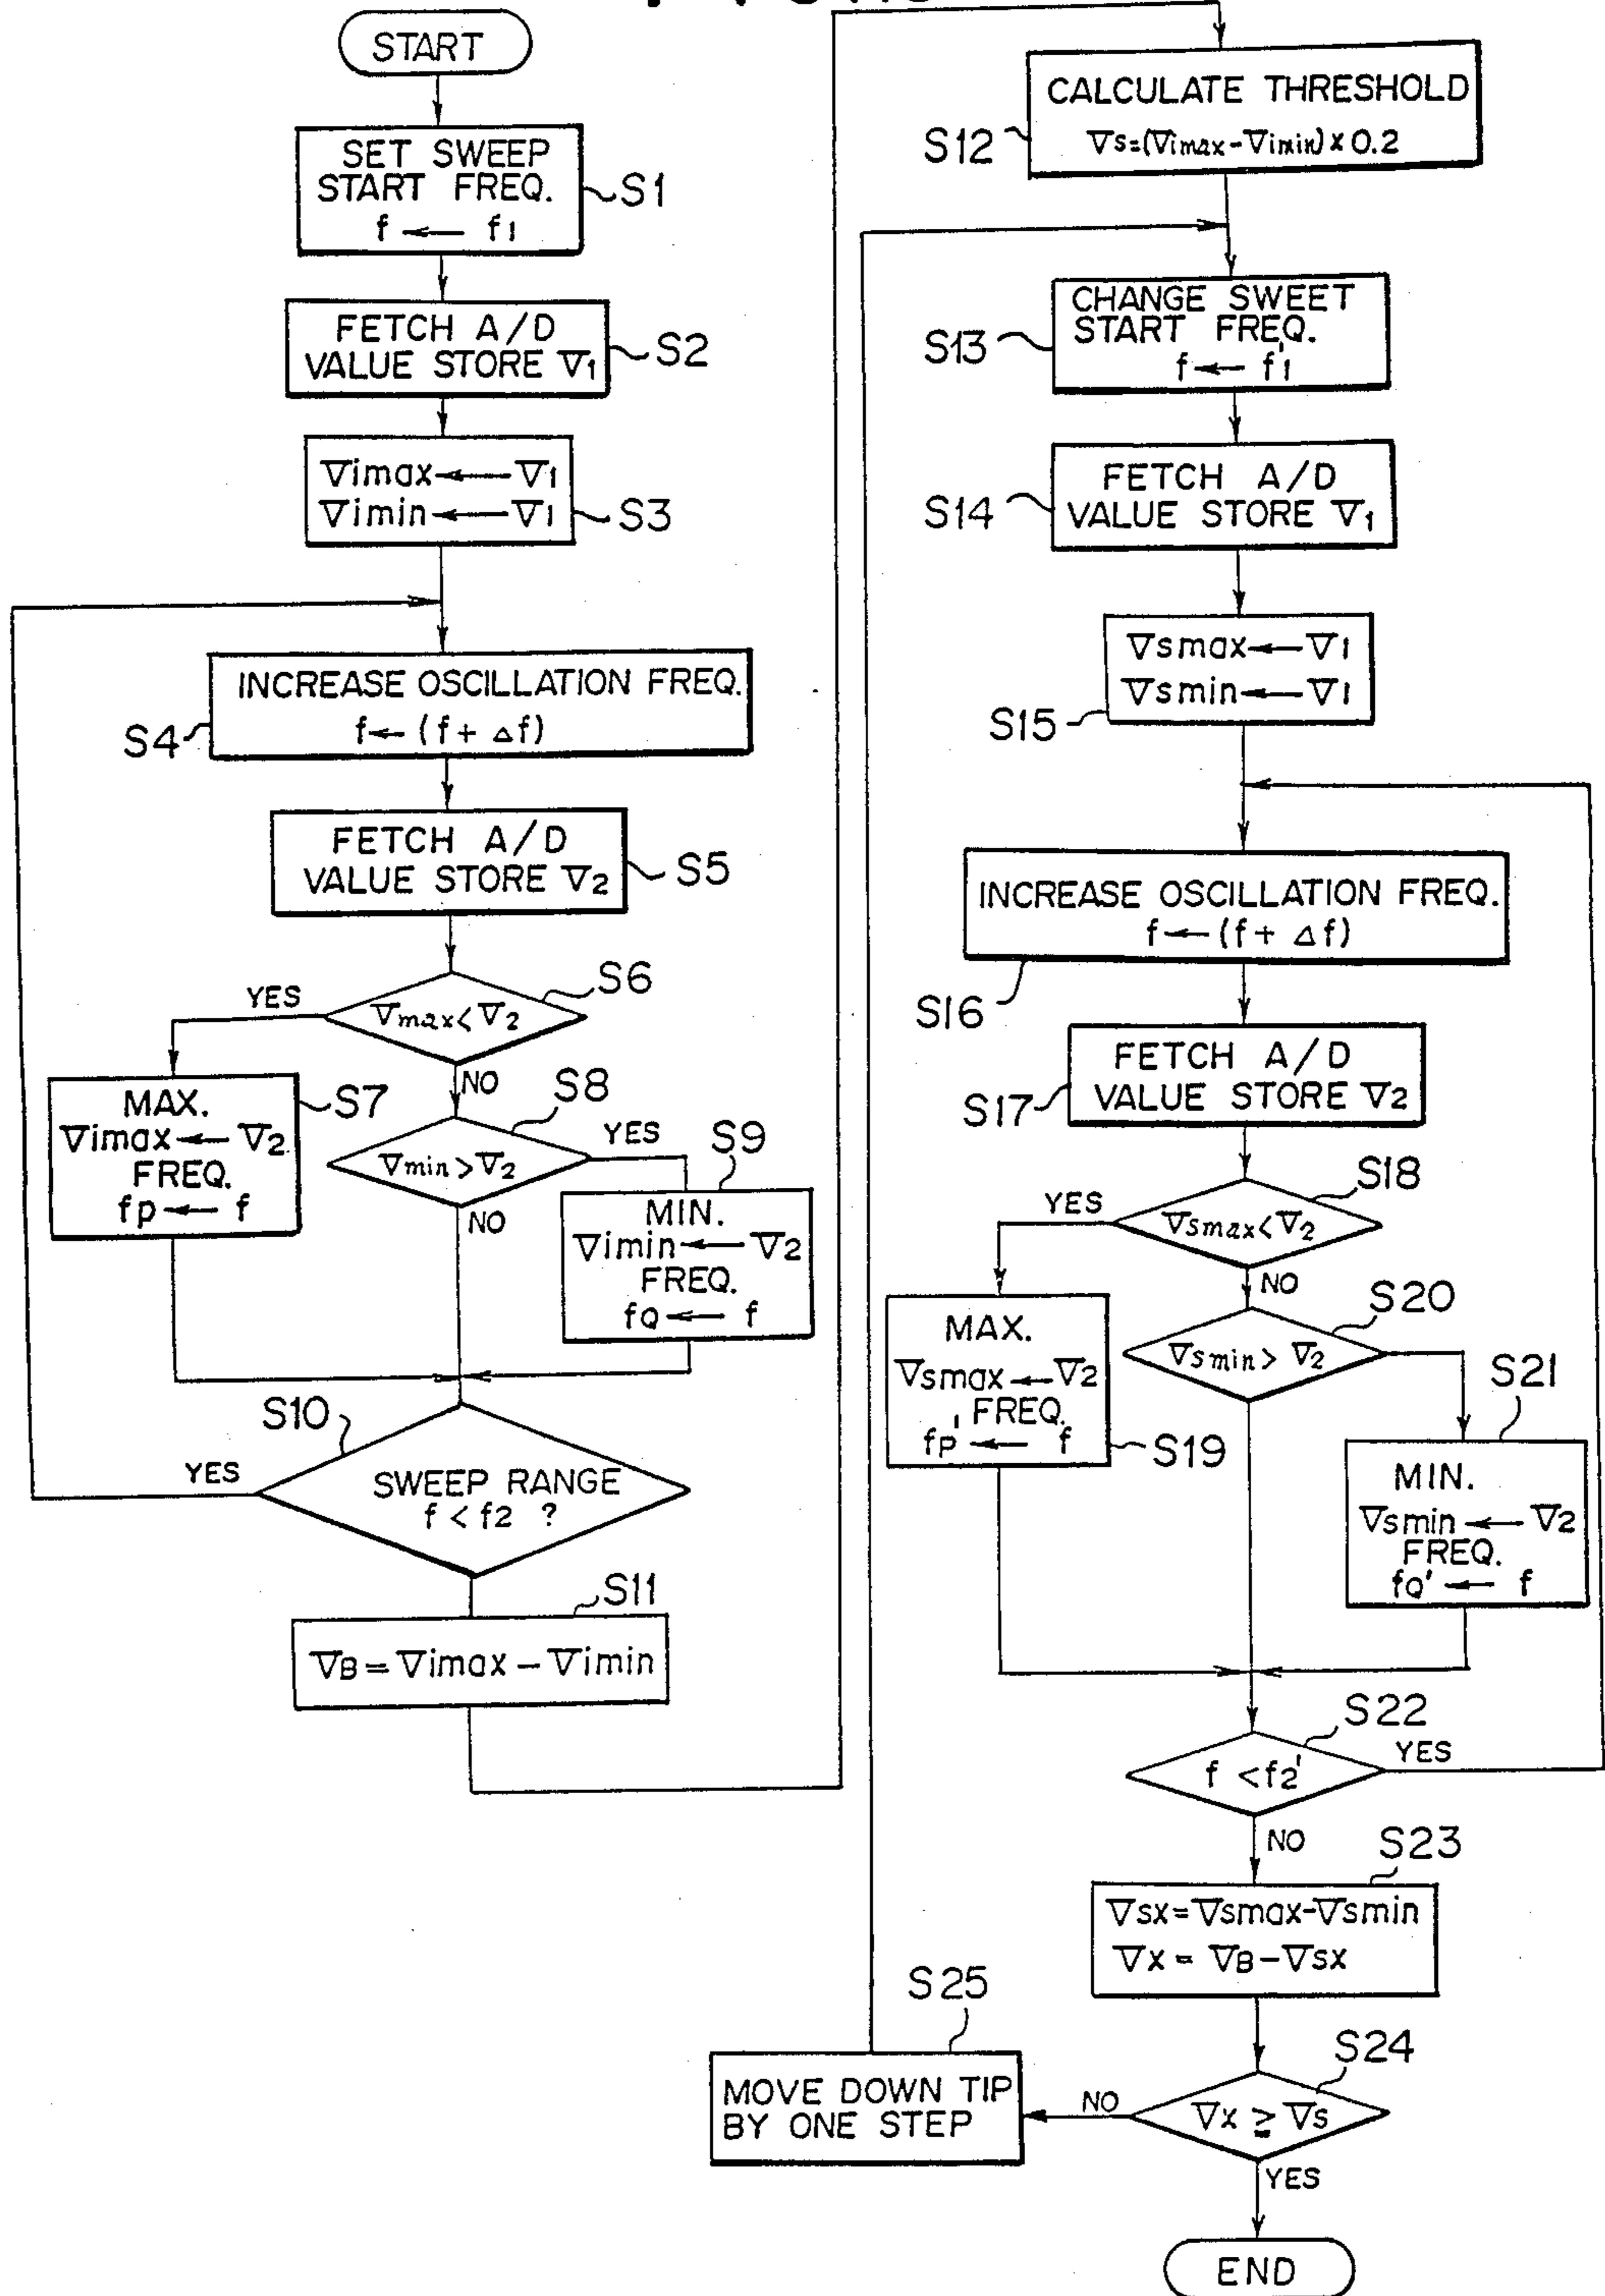 START
SET SWEEP
START FREQ.
f ← f1
S1
FETCH A/D
VALUE STORE V1
S2
Vimax ← V1
Vimin ← V1
S3
INCREASE OSCILLATION FREQ.
f ← (f + Δf)
S4
FETCH A/D
VALUE STORE V2
S5
S6
YES
Vmax < V2
NO
MAX.
Vimax ← V2
FREQ.
fP ← f
S7
S8
YES
Vmin > V2
NO
S9
MIN.
Vimin ← V2
FREQ.
fQ ← f
S10
YES
SWEEP RANGE
f < f2 ?
S11
VB = Vimax - Vimin
CALCULATE THRESHOLD
Vs=(Vimax-Vimin)×0.2
S12
CHANGE SWEET
START FREQ.
f ← f'1
S13
FETCH A/D
VALUE STORE V1
S14
Vsmax ← V1
Vsmin ← V1
S15
INCREASE OSCILLATION FREQ.
f ← (f + Δf)
S16
FETCH A/D
VALUE STORE V2
S17
S18
YES
Vsmax < V2
NO
MAX.
Vsmax ← V2
FREQ.
fP' ← f
S19
S20
Vsmin > V2
S21
MIN.
Vsmin ← V2
FREQ.
fQ' ← f
S22
f < f2'
YES
NO
S23
Vsx = Vsmax-Vsmin
Vx = VB-Vsx
S24
Vx ≧ Vs
NO
YES
S25
MOVE DOWN TIP
BY ONE STEP
END